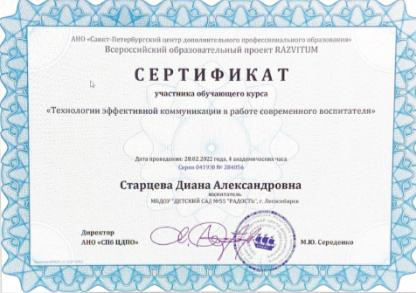 АНО «Санкт-Петербургский центр дополнительного профессионального образования»
Всероссийский образовательный проект RAZVITUM
СЕРТИФИКАТ
участника обучающего курса
«Технологии эффективной коммуникации в работе современного воспитателя»
Дата проведения: 28.02.2022 года, 4 академических часа
Серия 041930 № 284056
Старцева Диана Александровна
воспитатель
МБДОУ "ДЕТСКИЙ САД №51 "РАДОСТЬ", г. Лесосибирск
Директор
АНО «СПб ЦДПО»
М.Ю. Середенко